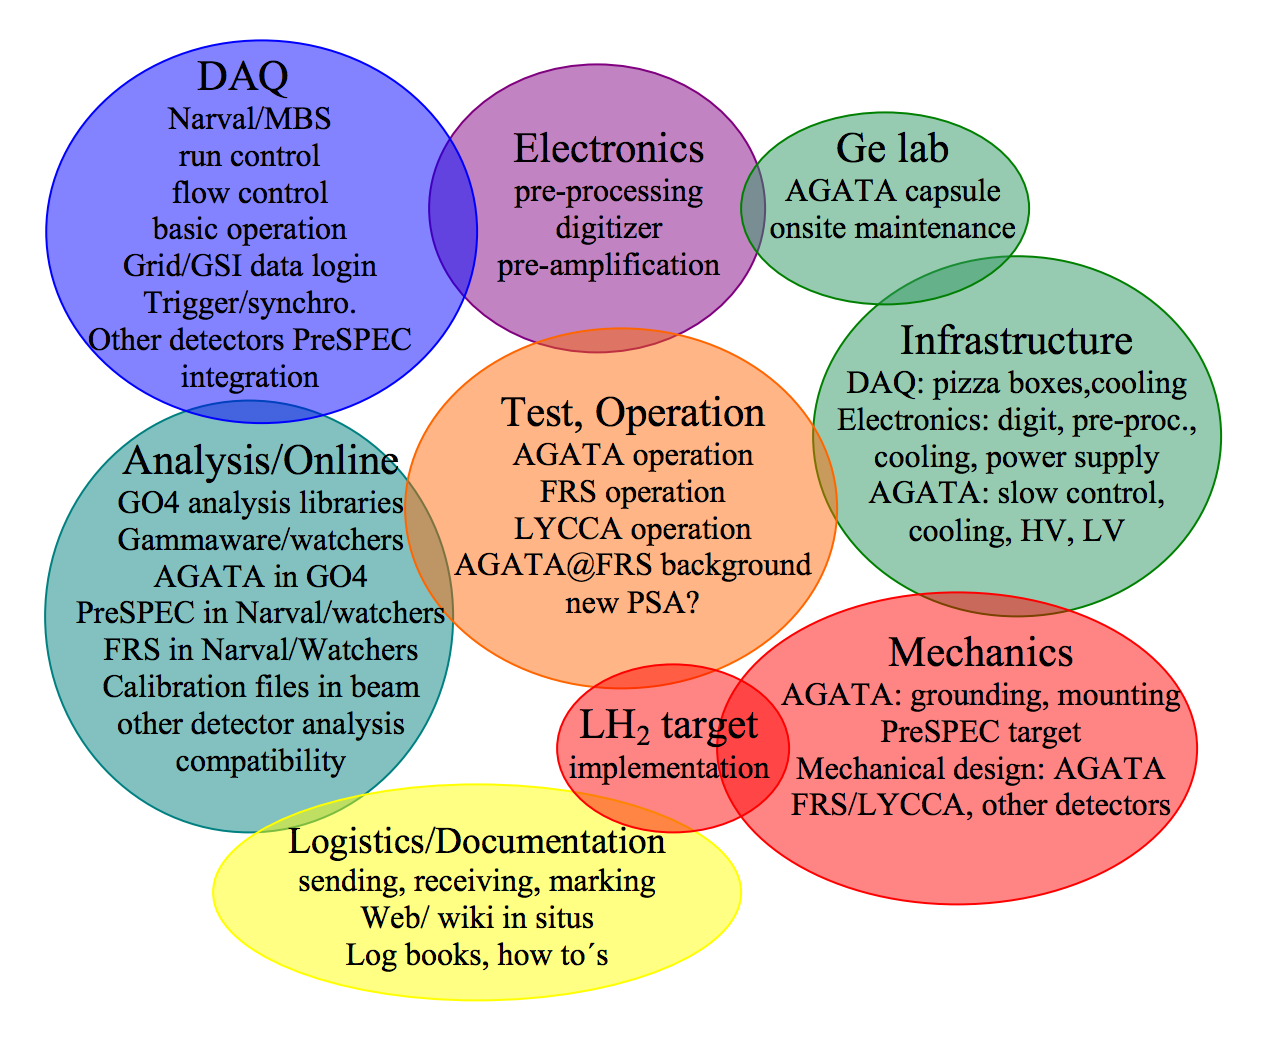 DAQ
Narval/MBS
run control
flow control
basic operation
Grid/GSI data login
Trigger/synchro.
Other detectors PreSPEC
integration
Electronics
pre-processing
digitizer
pre-amplification
Ge lab
AGATA capsule
onsite maintenance
Infrastructure
DAQ: pizza boxes,cooling
Electronics: digit, pre-proc.,
cooling, power supply
AGATA: slow control,
cooling, HV, LV
Test, Operation
AGATA operation
FRS operation
LYCCA operation
AGATA@FRS background
new PSA?
Analysis/Online
GO4 analysis libraries
Gammaware/watchers
AGATA in GO4
PreSPEC in Narval/watchers
FRS in Narval/Watchers
Calibration files in beam
other detector analysis
compatibility
LH₂ target
implementation
Mechanics
AGATA: grounding, mounting
PreSPEC target
Mechanical design: AGATA
FRS/LYCCA, other detectors
Logistics/Documentation
sending, receiving, marking
Web/ wiki in situs
Log books, how to´s